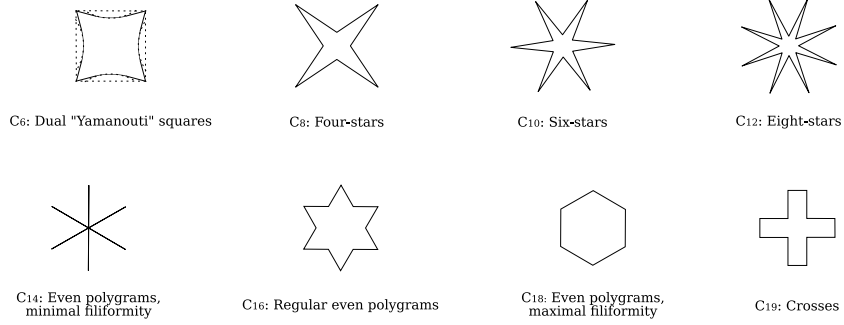 C6: Dual "Yamanouti" squares
C8: Four-stars
C10: Six-stars
C12: Eight-stars
C14: Even polygrams,
minimal filiformity
C16: Regular even polygrams
C18: Even polygrams,
maximal filiformity
C19: Crosses